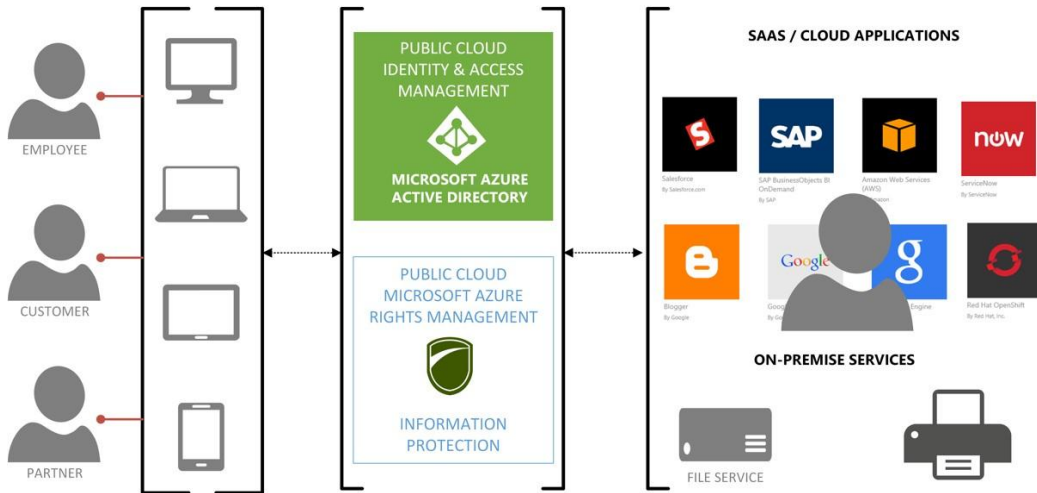 EMPLOYEE
CUSTOMER
PARTNER
PUBLIC CLOUD
IDENTITY & ACCESS
MANAGEMENT
MICROSOFT AZURE
ACTIVE DIRECTORY
PUBLIC CLOUD
MICROSOFT AZURE
RIGHTS MANAGEMENT
INFORMATION
PROTECTION
SAAS / CLOUD APPLICATIONS
S
SAP
now
Salesforce
By Salesforce.com
SAP BusinessObjects BI
OnDemand
By SAP
Amazon Web Services
(AWS)
ServiceNow
By ServiceNow
Google
g
Blogger
By Google
Engine
Red Hat OpenShift
By Red Hat, Inc.
ON-PREMISE SERVICES
FILE SERVICE